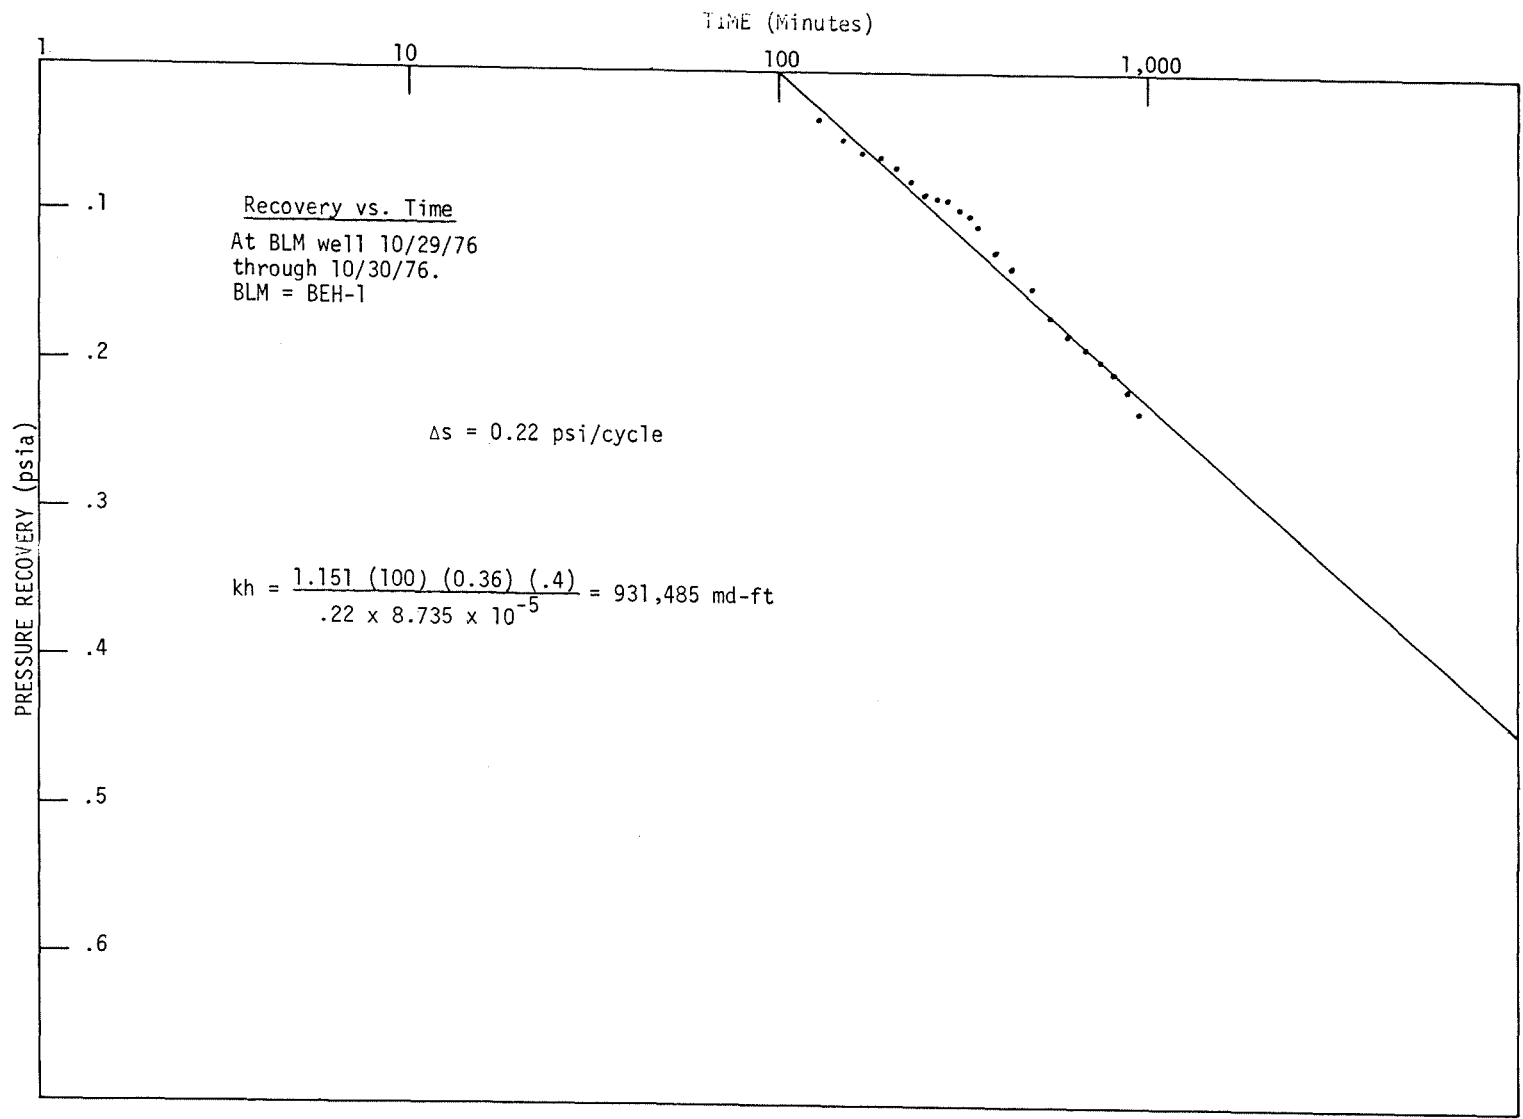 TIME (Minutes)
1 10 100 1,000
.1
Recovery vs. Time
At BLM well 10/29/76
through 10/30/76.
BLM = BEH-1
.2
Δs = 0.22 psi/cycle
.3
PRESSURE RECOVERY (psia)
kh = 1.151 (100) (0.36) (.4) / .22 x 8.735 x 10⁻⁵ = 931,485 md-ft
.4
.5
.6